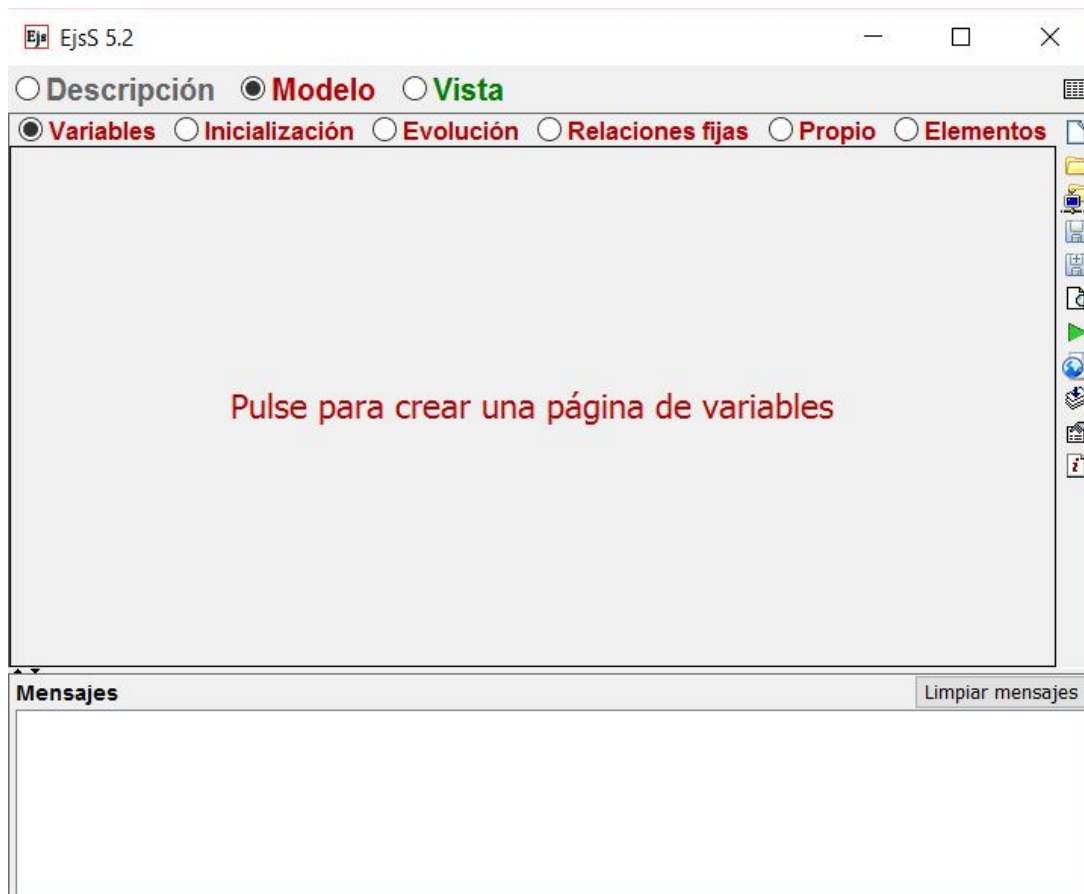 Ejs EjsS 5.2
Descripción Modelo Vista
Variables Inicialización Evolución Relaciones fijas Propio Elementos
Pulse para crear una página de variables
Mensajes Limpiar mensajes